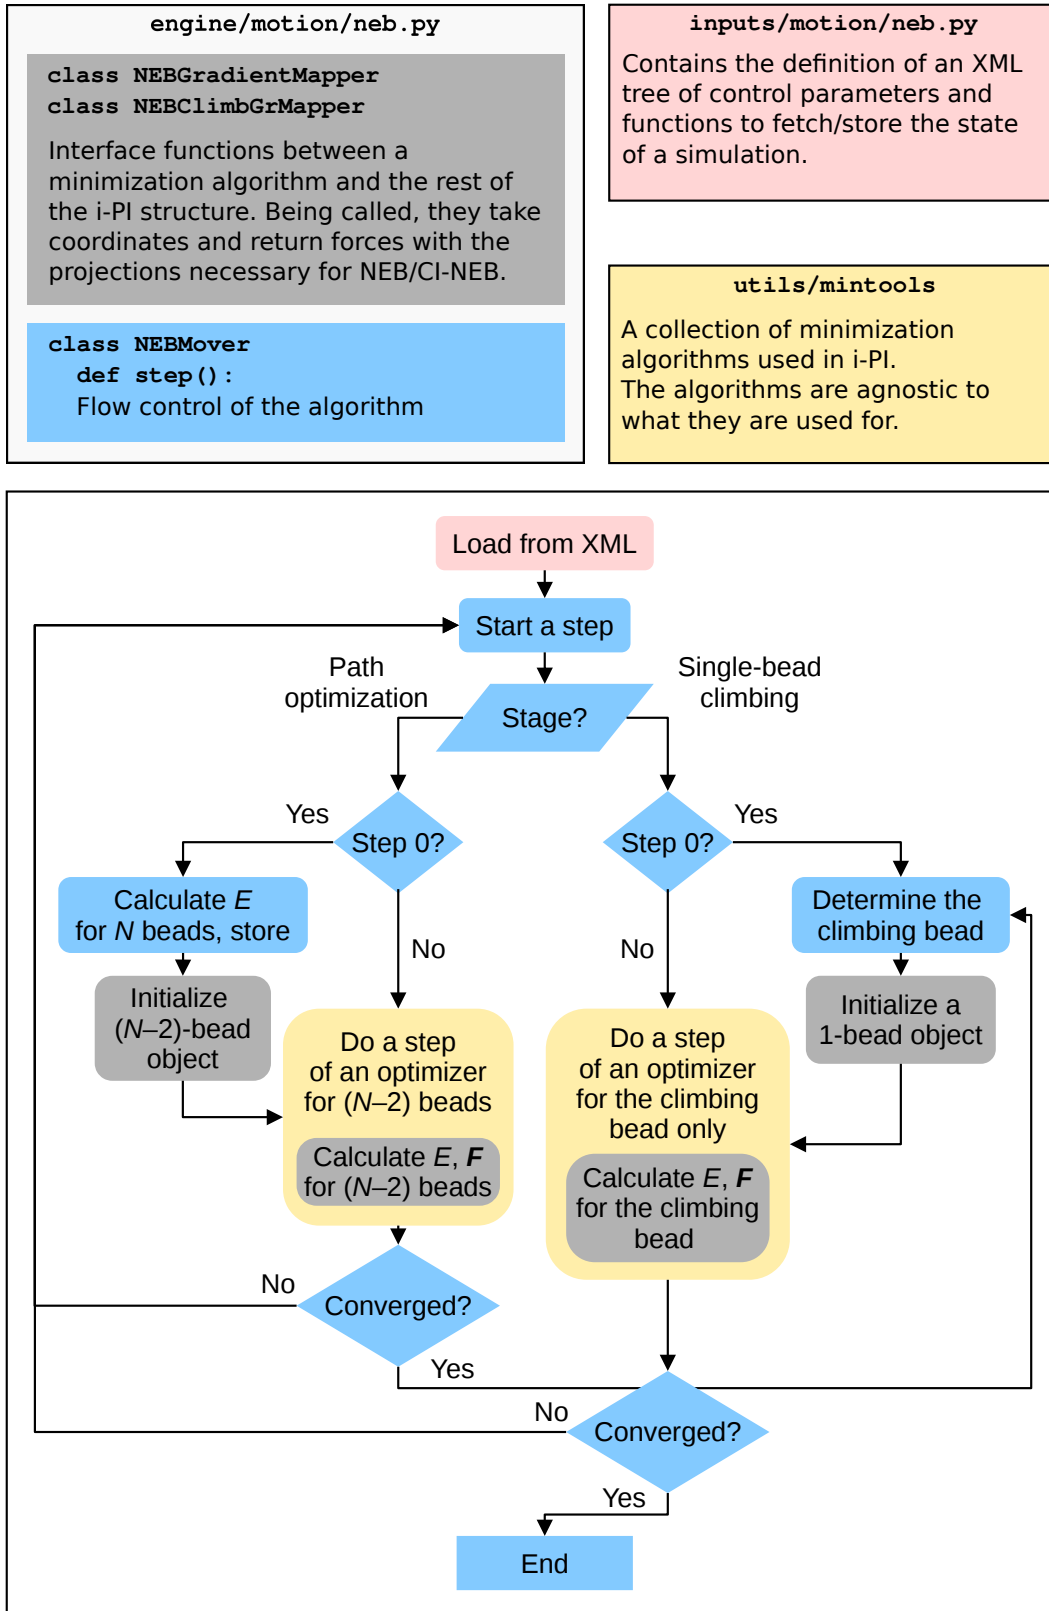 engine/motion/neb.py
class NEBGradientMapper
class NEBClimbGrMapper
Interface functions between a
minimization algorithm and the rest of
the i-PI structure. Being called, they take
coordinates and return forces with the
projections necessary for NEB/CI-NEB.
class NEBMover
def step():
Flow control of the algorithm
inputs/motion/neb.py
Contains the definition of an XML
tree of control parameters and
functions to fetch/store the state
of a simulation.
utils/mintools
A collection of minimization
algorithms used in i-PI.
The algorithms are agnostic to
what they are used for.
Load from XML
Start a step
Path
optimization
Single-bead
climbing
Stage?
Yes
Step 0?
Step 0?
Yes
Calculate E
for N beads, store
No
No
Determine the
climbing bead
Initialize
(N–2)-bead
object
Initialize a
1-bead object
Do a step
of an optimizer
for (N–2) beads
Calculate E, F
for (N–2) beads
Do a step
of an optimizer
for the climbing
bead only
Calculate E, F
for the climbing
bead
No
Converged?
Yes
No
Converged?
Yes
End